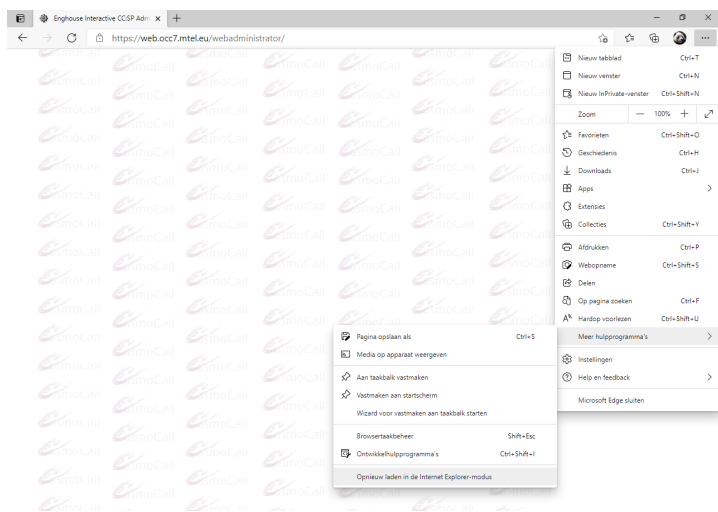 Enghouse Interactive CC:SP Adm
https://web.occ7.mtel.eu/webadministrator/
Nieuw tabblad Ctrl+T
Nieuw venster Ctrl+N
Nieuw InPrivate-venster Ctrl+Shift+N
Zoom 100%
Favorieten Ctrl+Shift+O
Geschiedenis Ctrl+H
Downloads Ctrl+J
Apps
Extensies
Collecties Ctrl+Shift+Y
Afdrukken Ctrl+P
Webopname Ctrl+Shift+S
Delen
Op pagina zoeken Ctrl+F
Hardop voorlezen Ctrl+Shift+U
Meer hulpprogramma's
Instellingen
Help en feedback
Microsoft Edge sluiten
Pagina opslaan als Ctrl+S
Media op apparaat weergeven
Aan taakbalk vastmaken
Vastmaken aan startscherm
Wizard voor vastmaken aan taakbalk starten
Browsertaakbeheer Shift+Esc
Ontwikkelhulpprogramma's Ctrl+Shift+I
Opnieuw laden in de Internet Explorer-modus